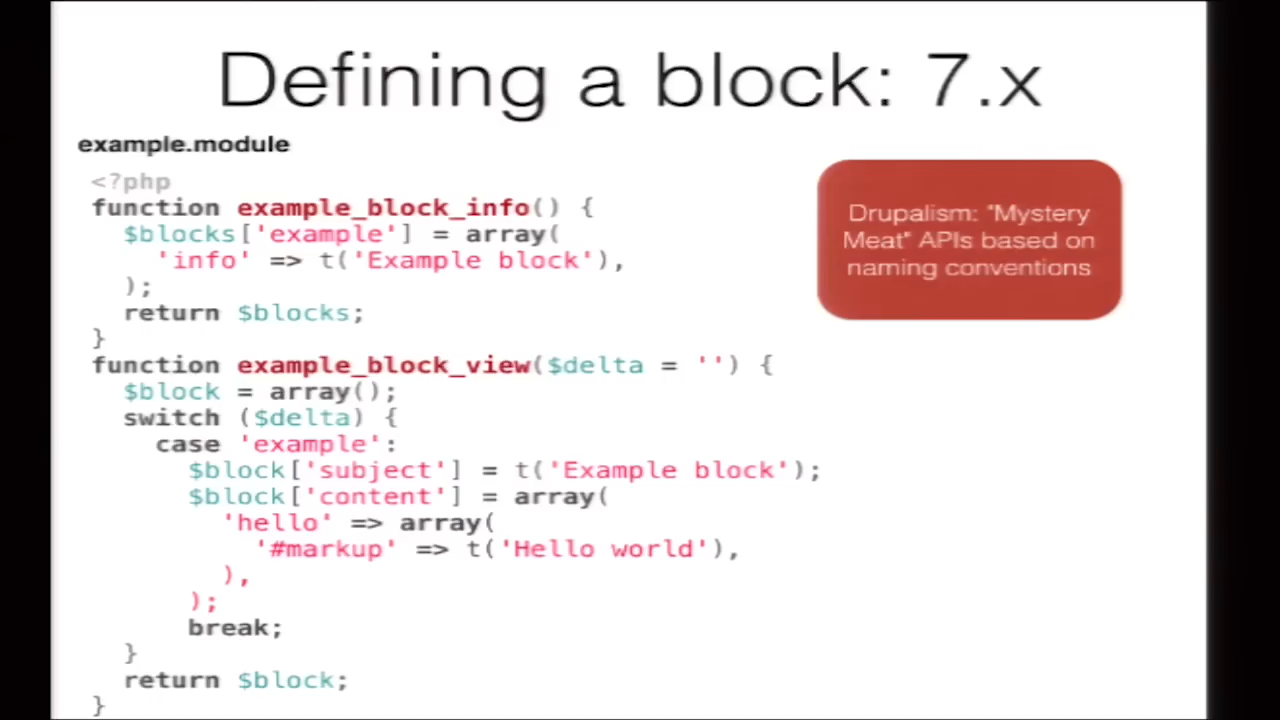 Defining a block: 7.x
example.module
<?php
function example_block_info() {
  $blocks['example'] = array(
    'info' => t('Example block'),
  );
  return $blocks;
}
function example_block_view($delta = '') {
  $block = array();
  switch ($delta) {
    case 'example':
      $block['subject'] = t('Example block');
      $block['content'] = array(
        'hello' => array(
          '#markup' => t('Hello world'),
        ),
      );
      break;
  }
  return $block;
}
Drupalism: "Mystery
Meat" APIs based on
naming conventions